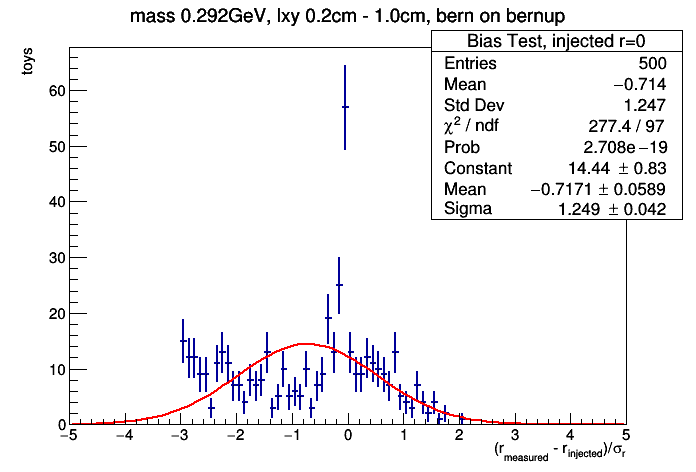 mass 0.292GeV, lxy 0.2cm - 1.0cm, bern on bernup
Bias Test, injected r=0
Entries 500
Mean −0.714
Std Dev 1.247
χ² / ndf 277.4 / 97
Prob 2.708e−19
Constant 14.44 ± 0.83
Mean −0.7171 ± 0.0589
Sigma 1.249 ± 0.042
toys
60
50
40
30
20
10
0
−5 −4 −3 −2 −1 0 1 2 3 4 5
(r_measured - r_injected)/σ_r